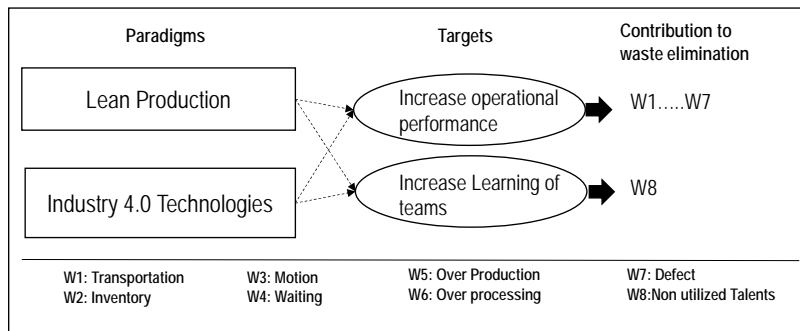 Paradigms
Targets
Contribution to
waste elimination
Lean Production
Increase operational
performance
W1.....W7
Industry 4.0 Technologies
Increase Learning of
teams
W8
W1: Transportation
W3: Motion
W5: Over Production
W7: Defect
W2: Inventory
W4: Waiting
W6: Over processing
W8:Non utilized Talents